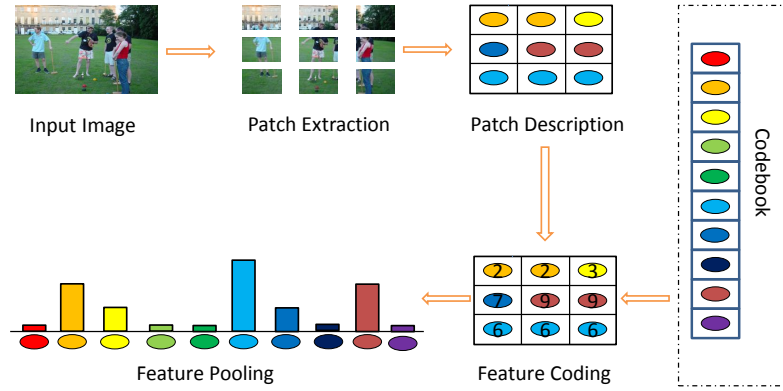 Input Image
Patch Extraction
Patch Description
Codebook
2 2 3
7 9 9
6 6 6
Feature Pooling
Feature Coding